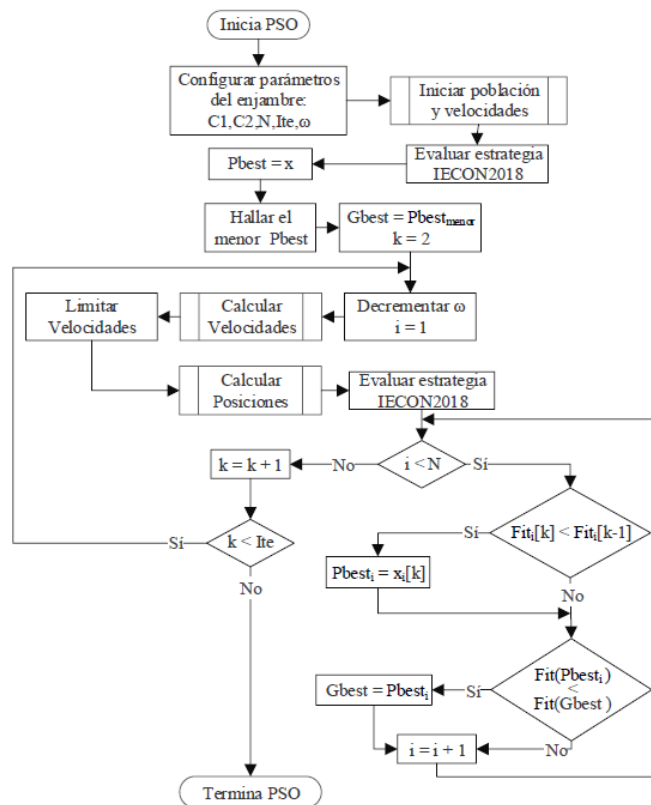 Inicia PSO
Configurar parámetros
del enjambre:
C1,C2,N,Ite,ω
Iniciar población
y velocidades
Evaluar estrategia
IECON2018
Pbest = x
Hallar el
menor Pbest
Gbest = Pbestmenor
k = 2
Decrementar ω
i = 1
Calcular
Velocidades
Limitar
Velocidades
Calcular
Posiciones
Evaluar estrategia
IECON2018
i < N
No
Sí
k = k + 1
k < Ite
Sí
No
Fiti[k] < Fiti[k-1]
Sí
No
Pbesti = xi[k]
Fit(Pbesti)
<
Fit(Gbest )
Sí
No
Gbest = Pbesti
i = i + 1
Termina PSO